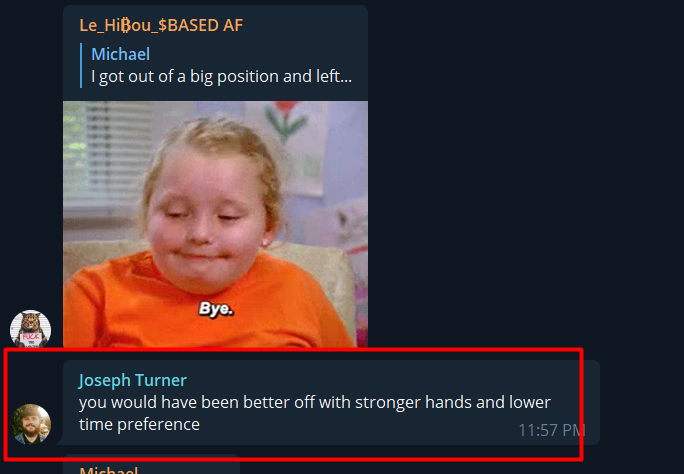 Le_Hi₿ou_$BASED AF
Michael
I got out of a big position and left...
Bye.
Joseph Turner
you would have been better off with stronger hands and lower
time preference
11:57 PM
Michael